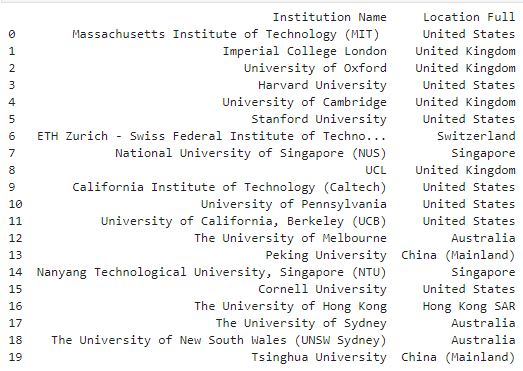 Institution Name Location Full
0 Massachusetts Institute of Technology (MIT) United States
1 Imperial College London United Kingdom
2 University of Oxford United Kingdom
3 Harvard University United States
4 University of Cambridge United Kingdom
5 Stanford University United States
6 ETH Zurich - Swiss Federal Institute of Techno... Switzerland
7 National University of Singapore (NUS) Singapore
8 UCL United Kingdom
9 California Institute of Technology (Caltech) United States
10 University of Pennsylvania United States
11 University of California, Berkeley (UCB) United States
12 The University of Melbourne Australia
13 Peking University China (Mainland)
14 Nanyang Technological University, Singapore (NTU) Singapore
15 Cornell University United States
16 The University of Hong Kong Hong Kong SAR
17 The University of Sydney Australia
18 The University of New South Wales (UNSW Sydney) Australia
19 Tsinghua University China (Mainland)